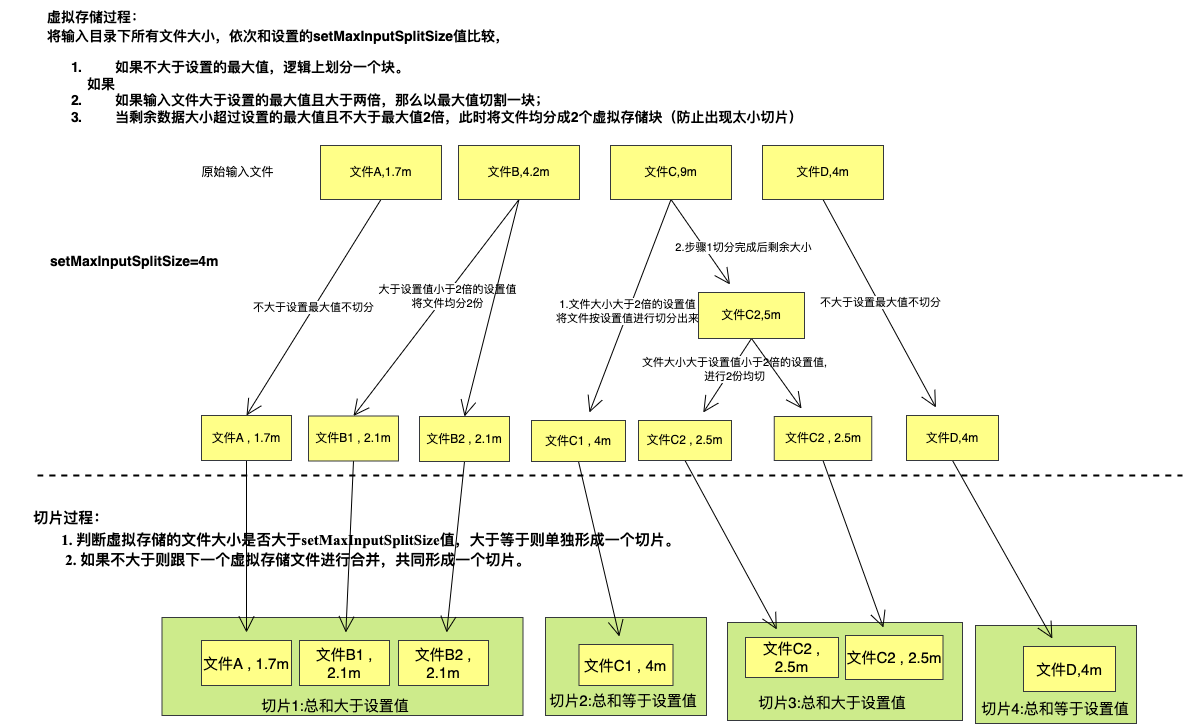 虚拟存储过程:
将输入目录下所有文件大小，依次和设置的setMaxInputSplitSize值比较，
1. 如果不大于设置的最大值，逻辑上划分一个块。
如果
2. 如果输入文件大于设置的最大值且大于两倍，那么以最大值切割一块；
3. 当剩余数据大小超过设置的最大值且不大于最大值2倍，此时将文件均分成2个虚拟存储块（防止出现太小切片）
原始输入文件
文件A,1.7m
文件B,4.2m
文件C,9m
文件D,4m
2.步骤1切分完成后剩余大小
setMaxInputSplitSize=4m
大于设置值小于2倍的设置值
将文件均分2份
不大于设置最大值不切分
1.文件大小大于2倍的设置值
将文件按设置值进行切分出来
文件C2,5m
不大于设置最大值不切分
文件大小大于设置值小于2倍的设置值,
进行2份均切
文件A , 1.7m
文件B1 , 2.1m
文件B2 , 2.1m
文件C1 , 4m
文件C2 , 2.5m
文件C2 , 2.5m
文件D,4m
切片过程:
1. 判断虚拟存储的文件大小是否大于setMaxInputSplitSize值，大于等于则单独形成一个切片。
2. 如果不大于则跟下一个虚拟存储文件进行合并，共同形成一个切片。
文件A , 1.7m
文件B1 ,
2.1m
文件B2 ,
2.1m
切片1:总和大于设置值
文件C1 , 4m
切片2:总和等于设置值
文件C2 ,
2.5m
文件C2 , 2.5m
切片3:总和大于设置值
文件D,4m
切片4:总和等于设置值